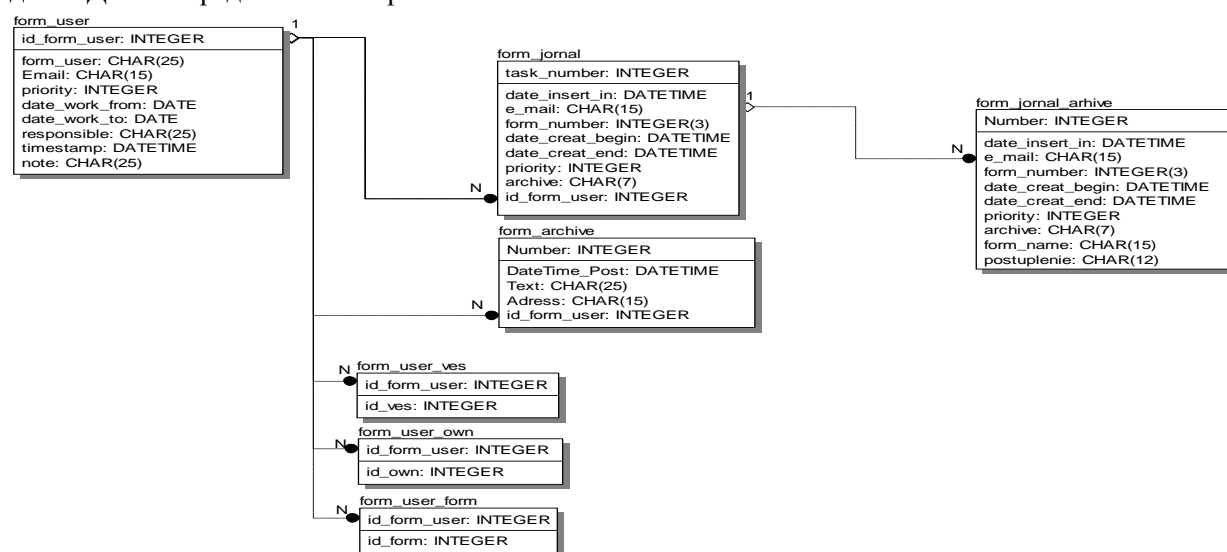 form_user
1
id_form_user: INTEGER
form_user: CHAR(25)
Email: CHAR(15)
priority: INTEGER
date_work_from: DATE
date_work_to: DATE
responsible: CHAR(25)
timestamp: DATETIME
note: CHAR(25)
form_jornal
task_number: INTEGER
date_insert_in: DATETIME
e_mail: CHAR(15)
form_number: INTEGER(3)
date_creat_begin: DATETIME
date_creat_end: DATETIME
priority: INTEGER
archive: CHAR(7)
id_form_user: INTEGER
N
1
form_jornal_arhive
Number: INTEGER
date_insert_in: DATETIME
e_mail: CHAR(15)
form_number: INTEGER(3)
date_creat_begin: DATETIME
date_creat_end: DATETIME
priority: INTEGER
archive: CHAR(7)
form_name: CHAR(15)
postuplenie: CHAR(12)
N
form_archive
Number: INTEGER
DateTime_Post: DATETIME
Text: CHAR(25)
Adress: CHAR(15)
id_form_user: INTEGER
N
form_user_ves
N
id_form_user: INTEGER
id_ves: INTEGER
form_user_own
N
id_form_user: INTEGER
id_own: INTEGER
form_user_form
N
id_form_user: INTEGER
id_form: INTEGER